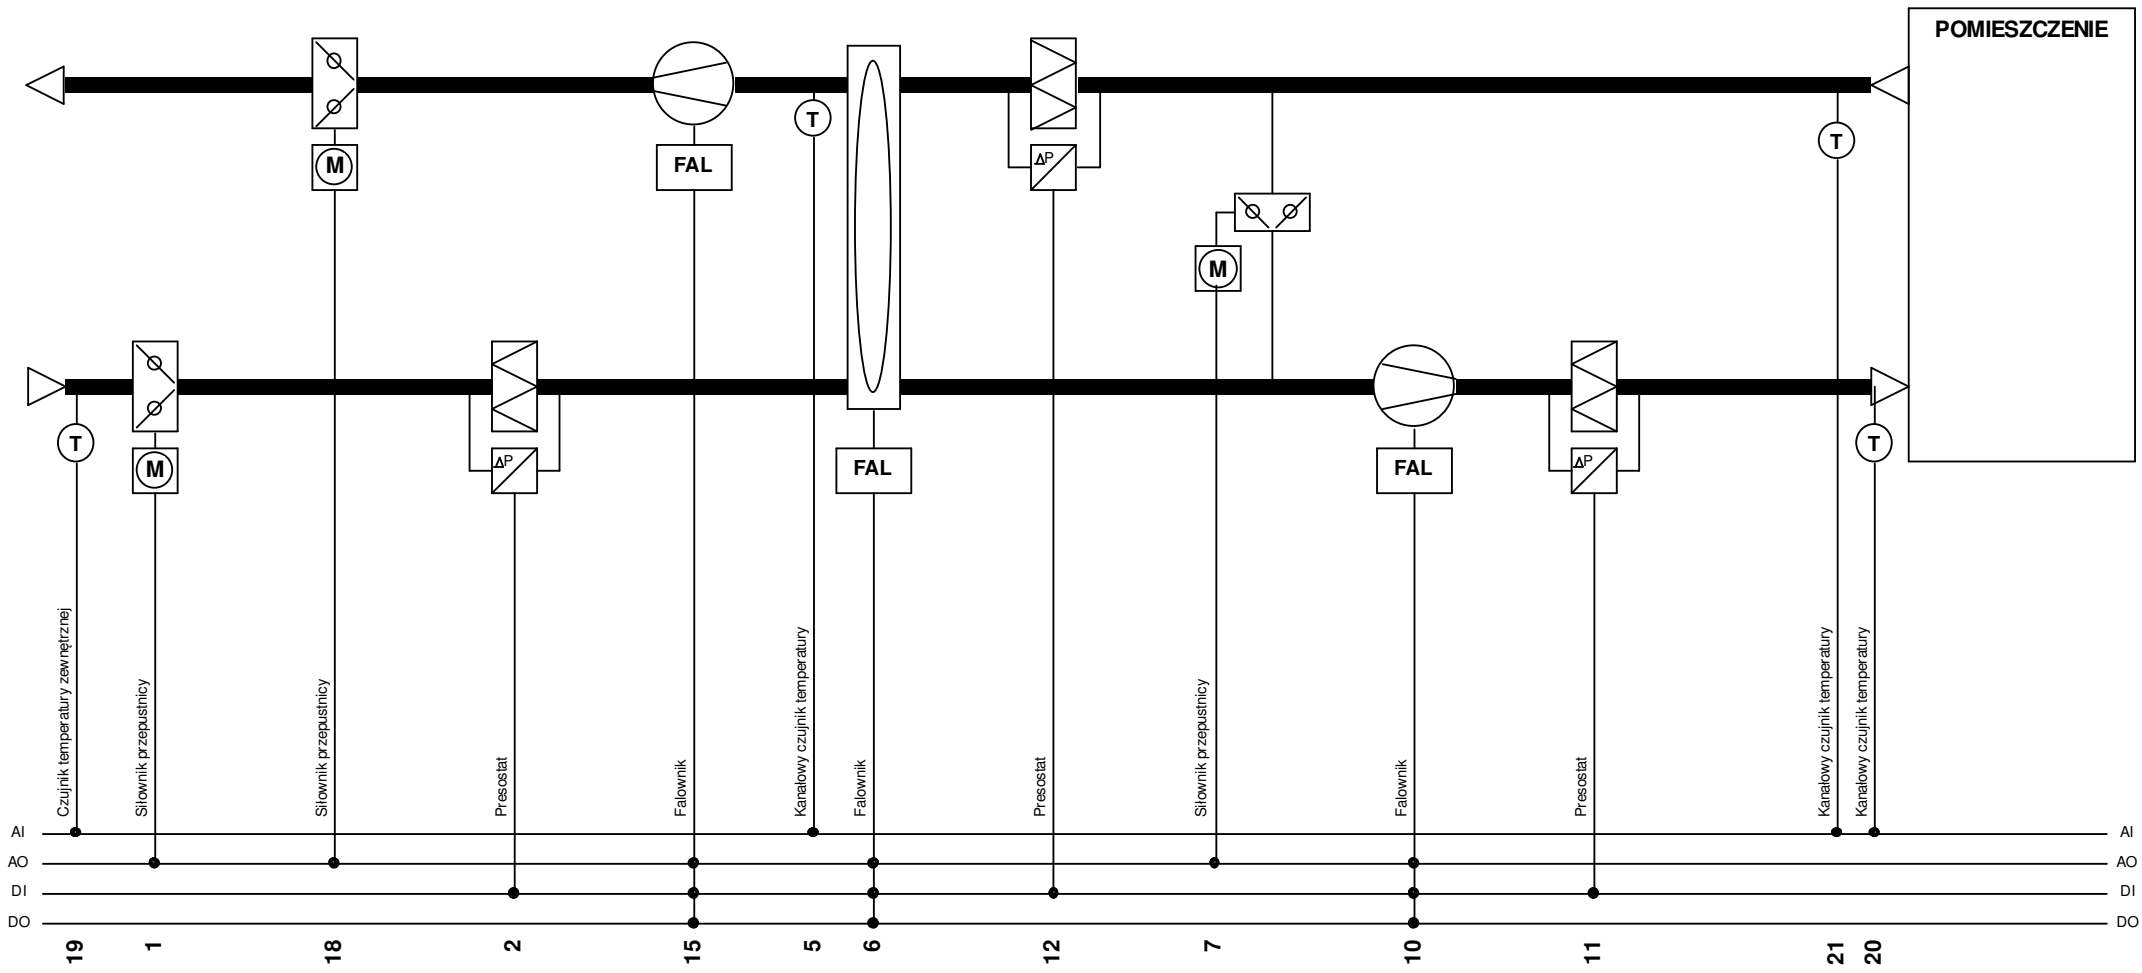 POMIESZCZENIE
T
T
M
FAL
ΔP
M
T
M
ΔP
FAL
FAL
ΔP
T
Czujnik temperatury zewnętrznej
Siłownik przepustnicy
Siłownik przepustnicy
Presostat
Falownik
Kanałowy czujnik temperatury
Falownik
Presostat
Siłownik przepustnicy
Falownik
Presostat
Kanałowy czujnik temperatury
Kanałowy czujnik temperatury
AI AI
AO AO
DI DI
DO DO
19 1 18 2 15 5 6 12 7 10 11 21 20